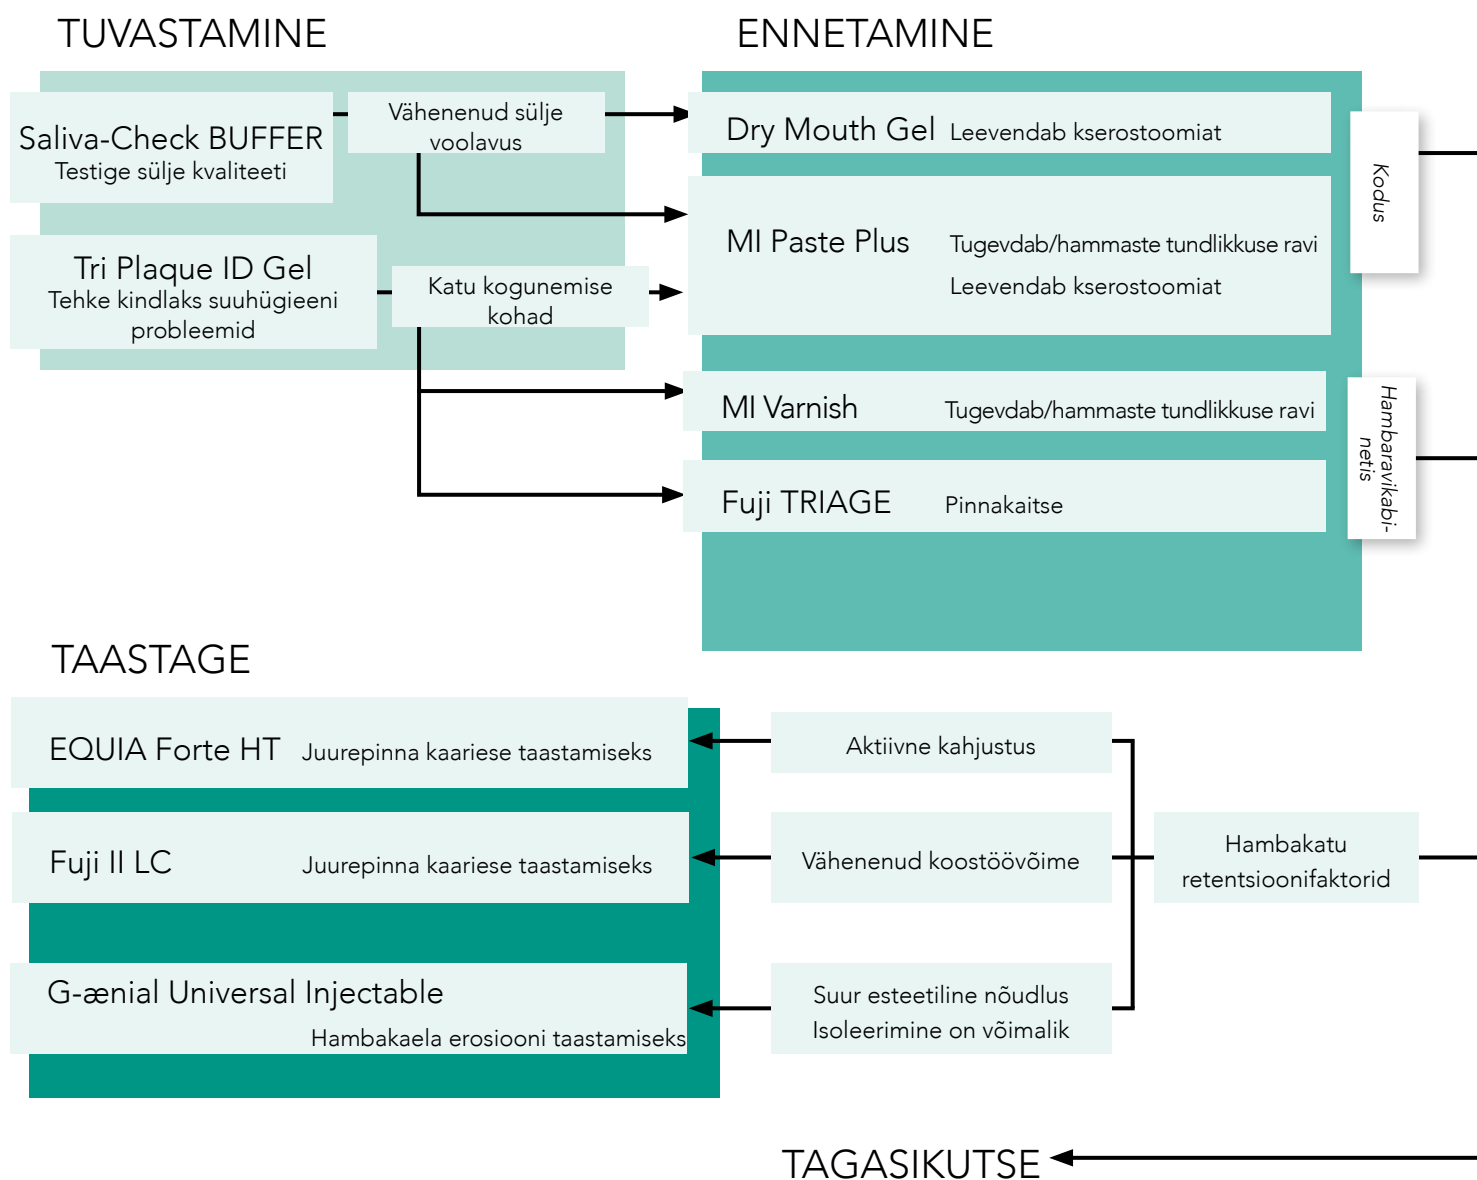 TUVASTAMINE
Saliva-Check BUFFER
Testige sülje kvaliteeti
Vähenenud sülje
voolavus
Tri Plaque ID Gel
Tehke kindlaks suuhügieeni
probleemid
Katu kogunemise
kohad
ENNETAMINE
Dry Mouth Gel Leevendab kserostoomiat
MI Paste Plus Tugevdab/hammaste tundlikkuse ravi
Leevendab kserostoomiat
Kodus
MI Varnish Tugevdab/hammaste tundlikkuse ravi
Fuji TRIAGE Pinnakaitse
Hambaravikabi-
netis
TAASTAGE
EQUIA Forte HT Juurepinna kaariese taastamiseks
Fuji II LC Juurepinna kaariese taastamiseks
G-ænial Universal Injectable
Hambakaela erosiooni taastamiseks
Aktiivne kahjustus
Vähenenud koostöövõime
Suur esteetiline nõudlus
Isoleerimine on võimalik
Hambakatu
retentsioonifaktorid
TAGASIKUTSE